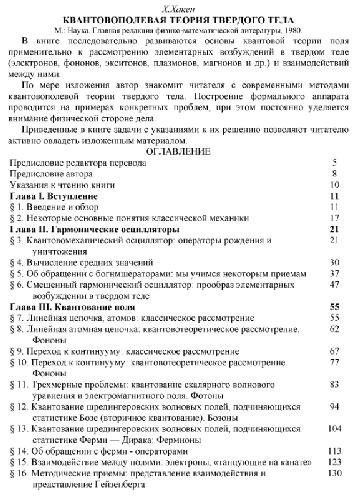 Х.Хакен
КВАНТОВОПОЛЕВАЯ ТЕОРИЯ ТВЕРДОГО ТЕЛА
М.: Наука. Главная редакция физико-математической литературы, 1980.
В книге последовательно развиваются основы квантовой теории поля
применительно к рассмотрению элементарных возбуждений в твердом теле
(электронов, фононов, экситонов, плазмонов, магнонов и др.) и взаимодействий
между ними.
По мере изложения автор знакомит читателя с современными методами
квантовополевой теории твердого тела. Построение формального аппарата
проводится на примерах конкретных проблем, при этом постоянно уделяется
внимание физической стороне дела.
Приведенные в книге задачи с указаниями к их решению позволяют читателю
активно овладеть изложенным материалом.
ОГЛАВЛЕНИЕ
Предисловие редактора перевода 5
Предисловие автора 8
Указания к чтению книги 10
Глава I. Вступление 11
§ 1. Введение и обзор 11
§ 2. Некоторые основные понятия классической механики 17
Глава II. Гармонические осцилляторы 21
§ 3. Квантовомеханический осциллятор: операторы рождения и 21
уничтожения
§ 4. Вычисление средних значений 30
§ 5. Об обращении с бозишператорами: мы учимся некоторым приемам 37
§ 6. Смещенный гармонический осциллятор: прообраз элементарных 47
возбуждений в твердом теле
Глава III. Квантование поля 55
§ 7. Линейная цепочка, атомов: классическое рассмотрение 55
§ 8. Линейная атомная цепочка: квантовотеоретическое рассмотрение. 62
Фононы
§ 9. Переход к континууму: классическое рассмотрение 67
§ 10. Переход к континууму: квантовотеоретическое рассмотрение. 77
Фононы
§ 11. Трехмерные проблемы: квантование скалярного волнового 83
уравнения и электромагнитного поля. Фотоны
§ 12. Квантование шредингеровских волновых полей, подчиняющихся 94
статистике Бозе (вторичное квантование). Бозоны
§ 13. Квантование шредингеровских волновых полей, подчиняющихся 104
статистике Ферми — Дирака: Фермионы
§ 14. Об обращении с ферми - операторами 113
§ 15. Взаимодействие между полями: электроны, «танцующие на канате» 123
§ 16. Методические приемы: представление взаимодействия и 130
представление Гейзенберга